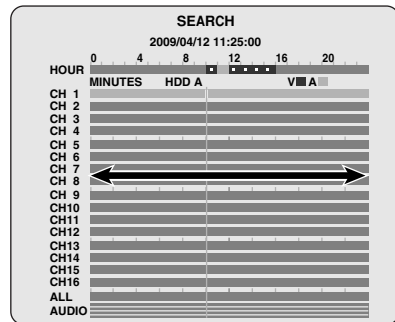 SEARCH
2009/04/12 11:25:00
0 4 8 12 16 20
HOUR
MINUTES HDD A V A
CH 1
CH 2
CH 3
CH 4
CH 5
CH 6
CH 7
CH 8
CH 9
CH10
CH11
CH12
CH13
CH14
CH15
CH16
ALL
AUDIO